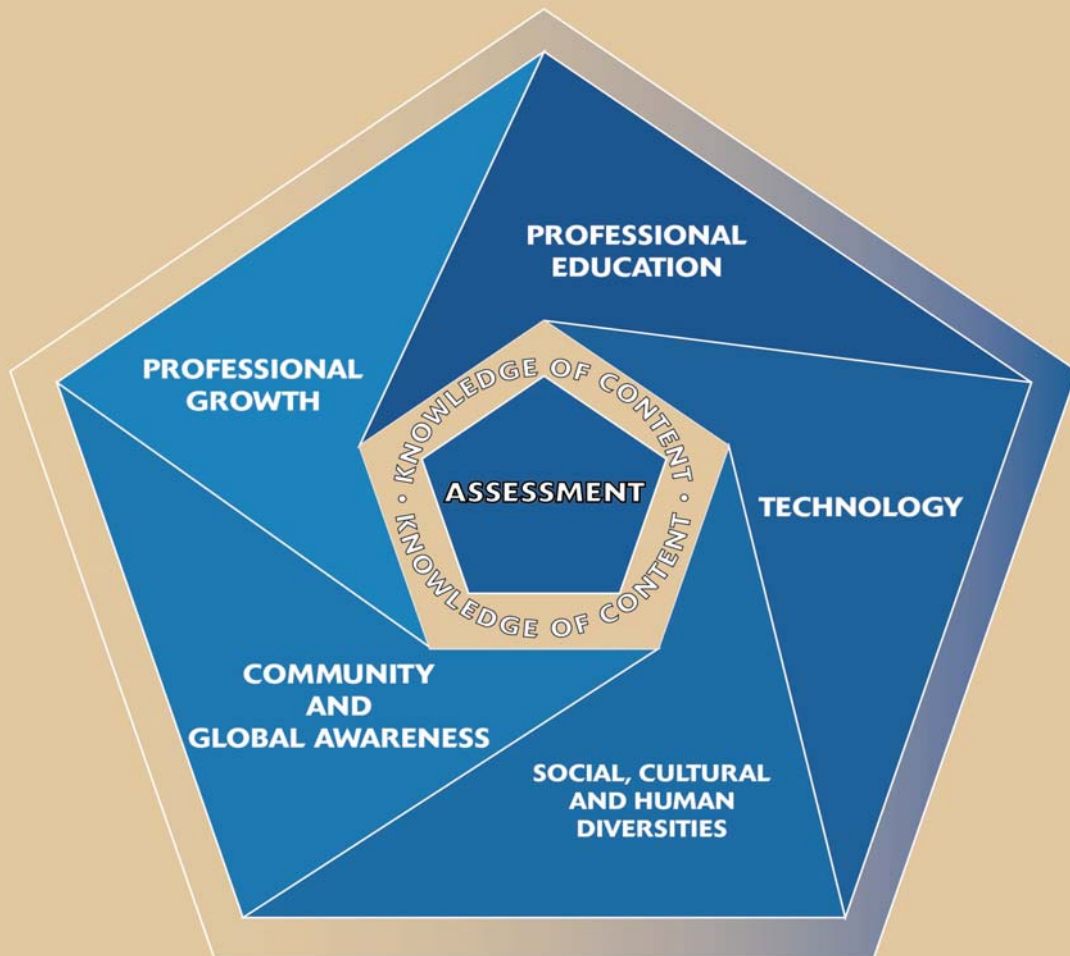 PROFESSIONAL
EDUCATION
PROFESSIONAL
GROWTH
KNOWLEDGE OF CONTENT
ASSESSMENT
TECHNOLOGY
KNOWLEDGE OF CONTENT
COMMUNITY
AND
GLOBAL AWARENESS
SOCIAL, CULTURAL
AND HUMAN
DIVERSITIES